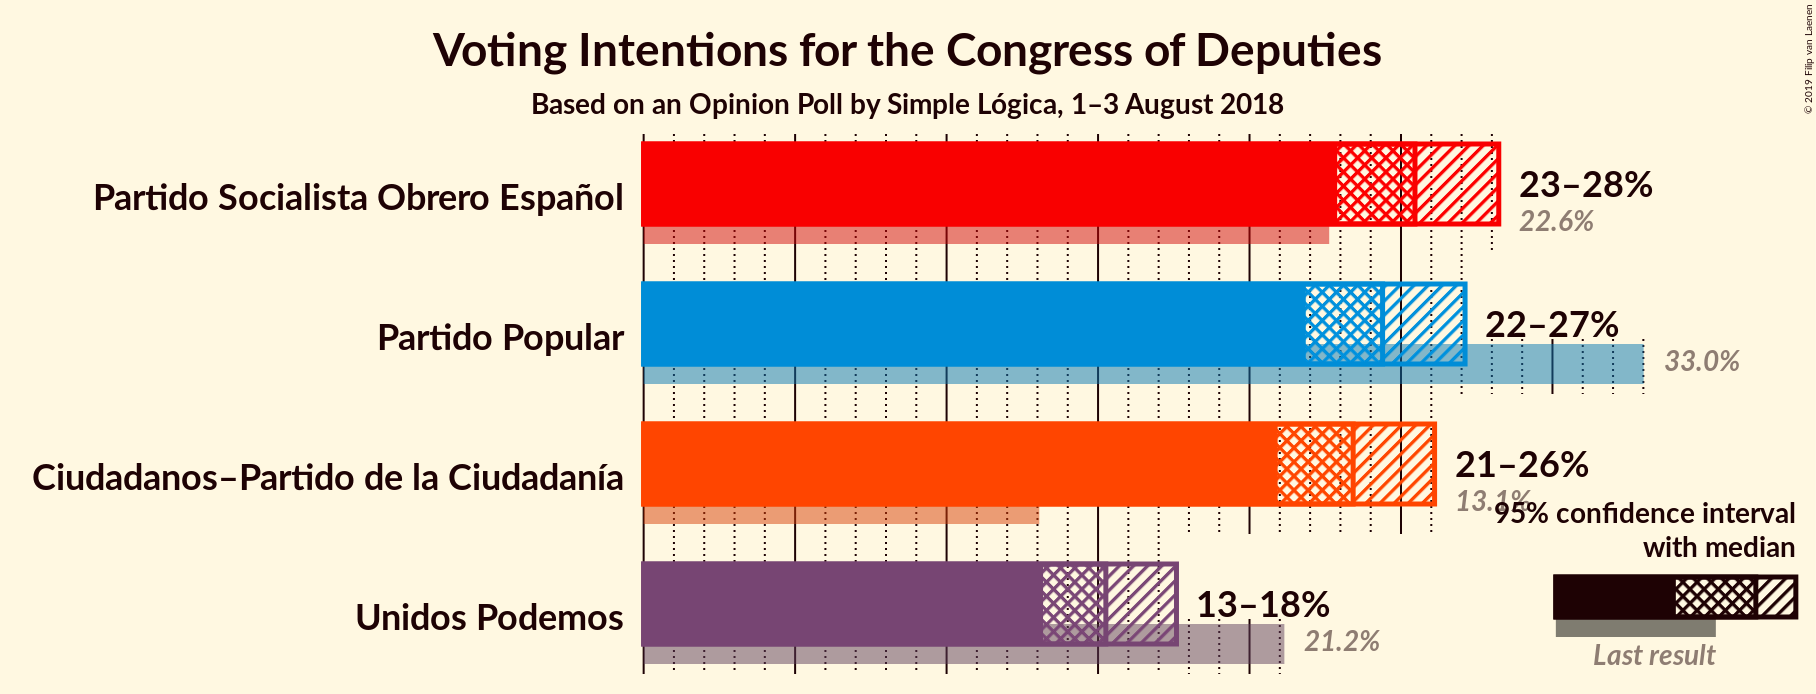 Voting Intentions for the Congress of Deputies
Based on an Opinion Poll by Simple Lógica, 1–3 August 2018
© 2019 Filip van Laenen
Partido Socialista Obrero Español
23–28%
22.6%
Partido Popular
22–27%
33.0%
Ciudadanos–Partido de la Ciudadanía
21–26%
13.1%
95% confidence interval
with median
Unidos Podemos
13–18%
21.2%
Last result